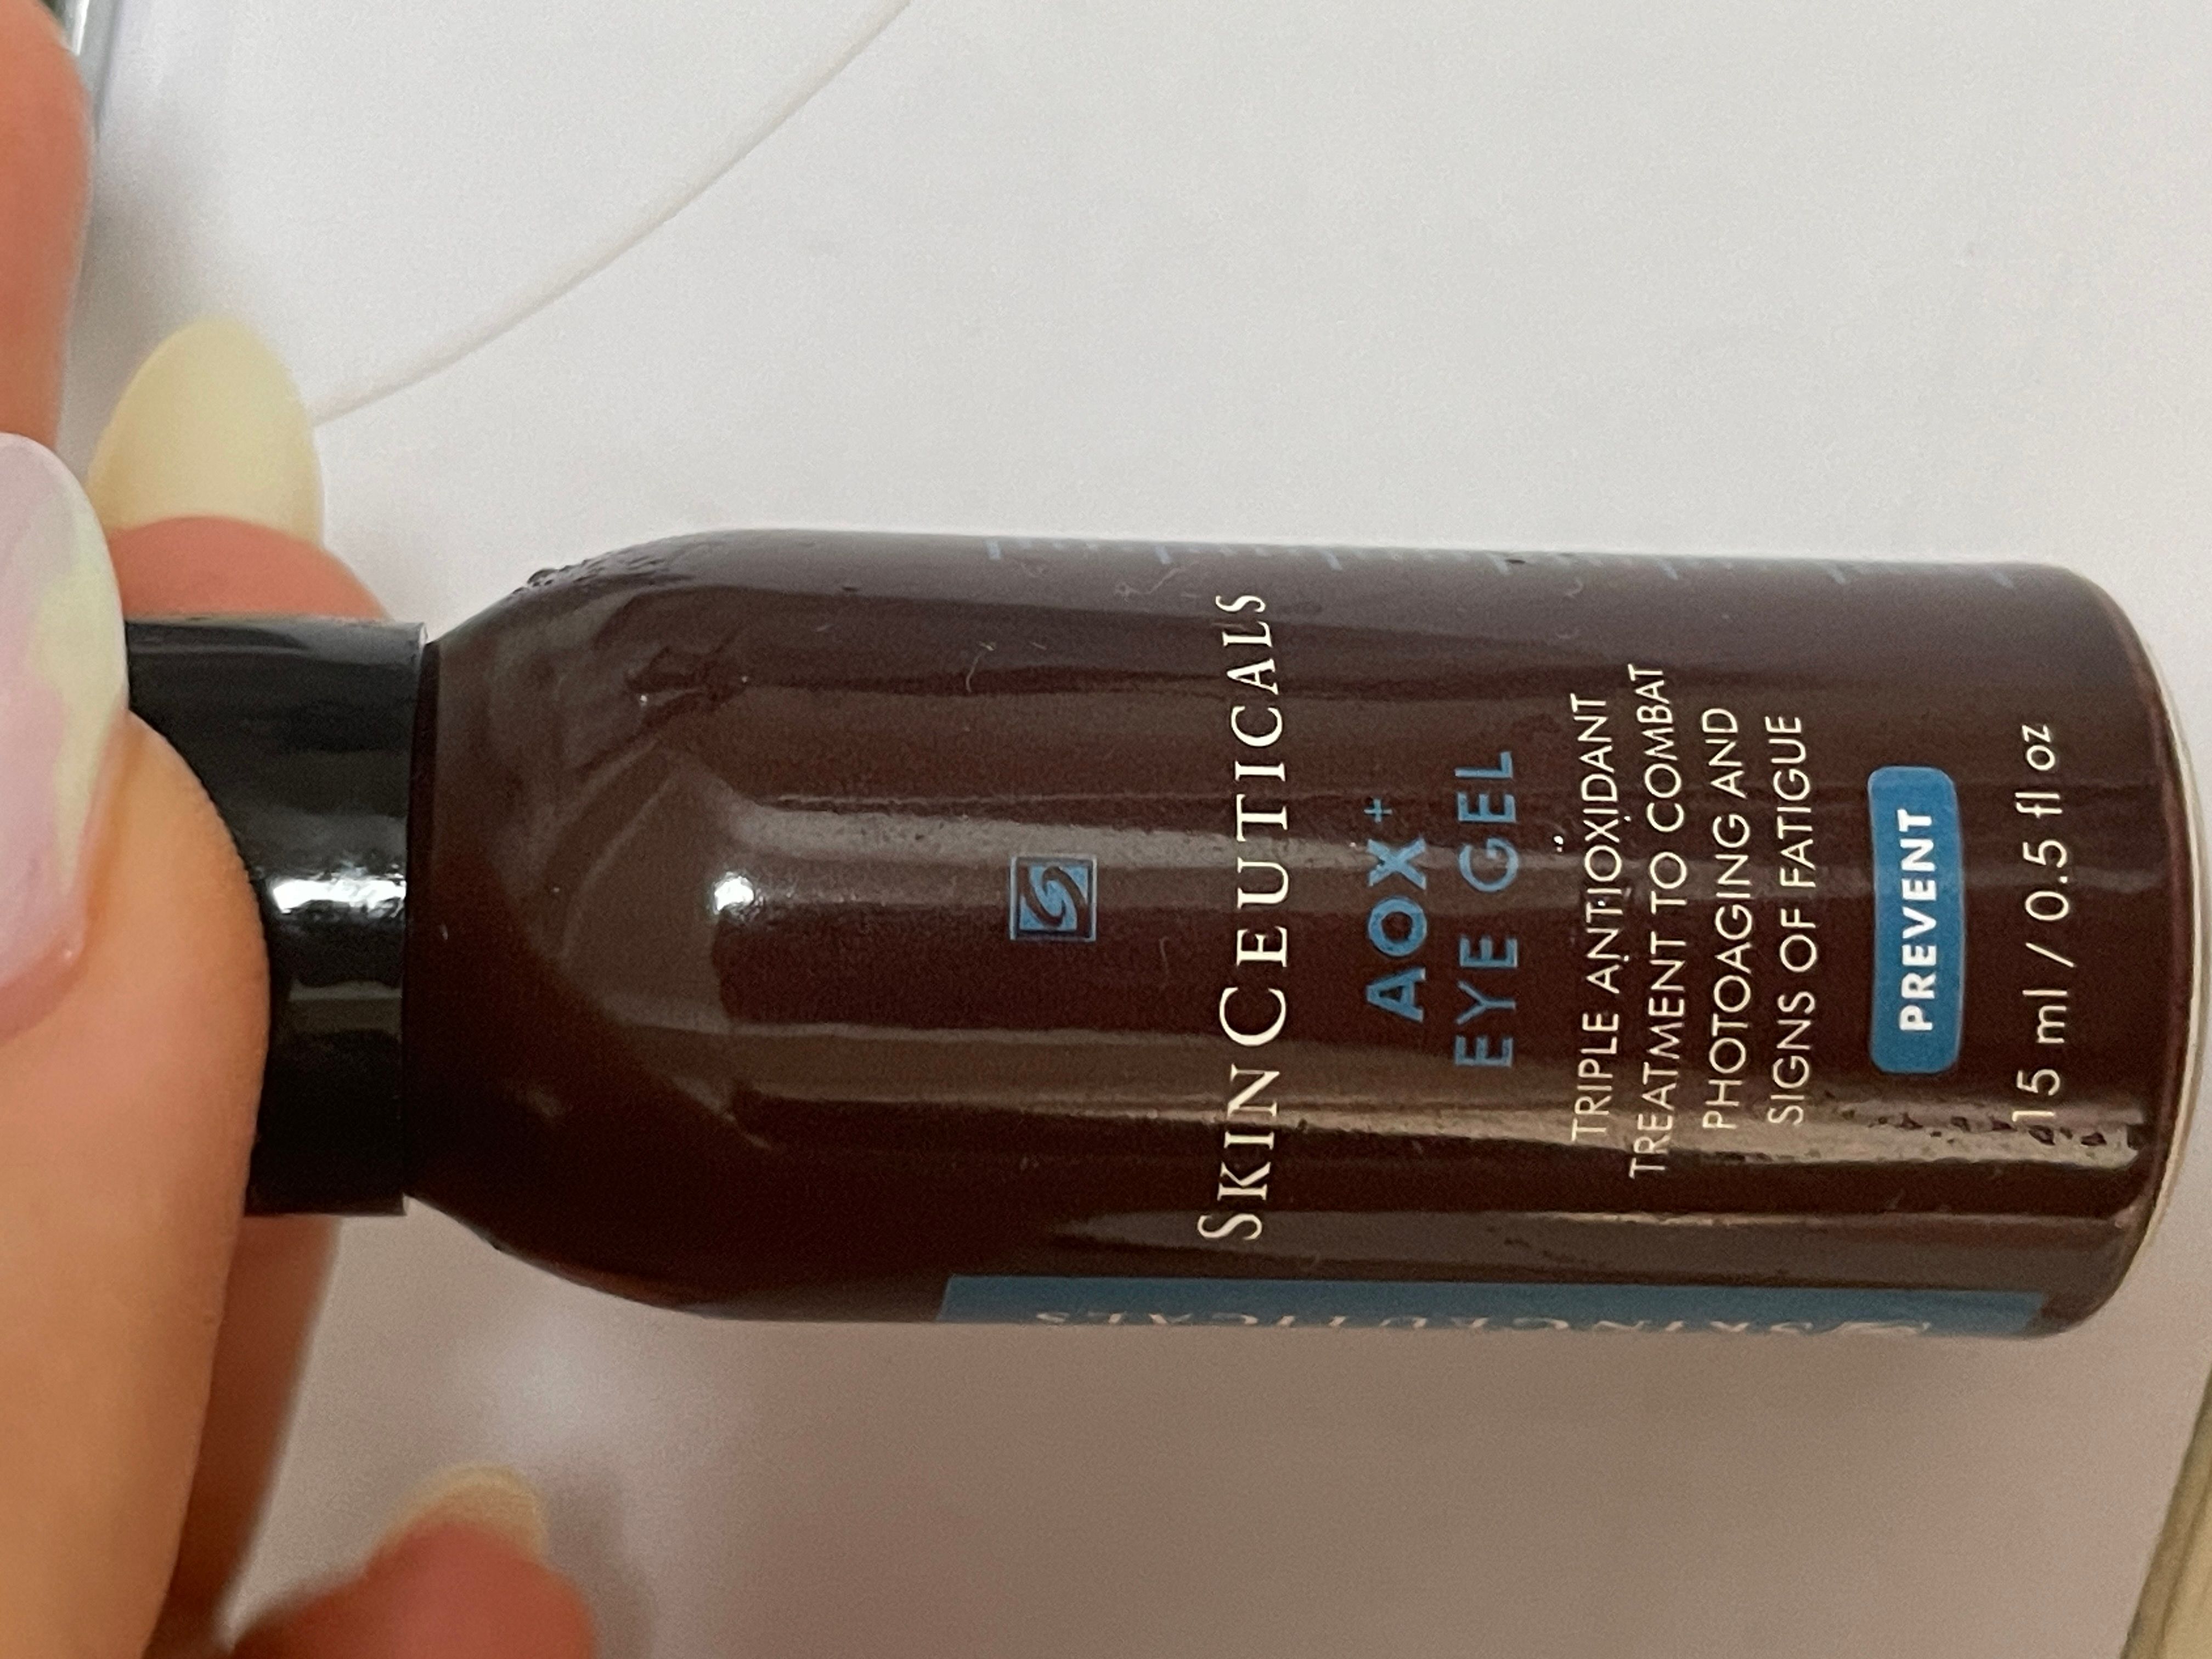 SKINCEUTICALS
AOX+
EYE GEL
TRIPLE ANTIOXIDANT
TREATMENT TO COMBAT
PHOTOAGING AND
SIGNS OF FATIGUE
PREVENT
15 ml / 0.5 fl oz
SKINCEUTICALS